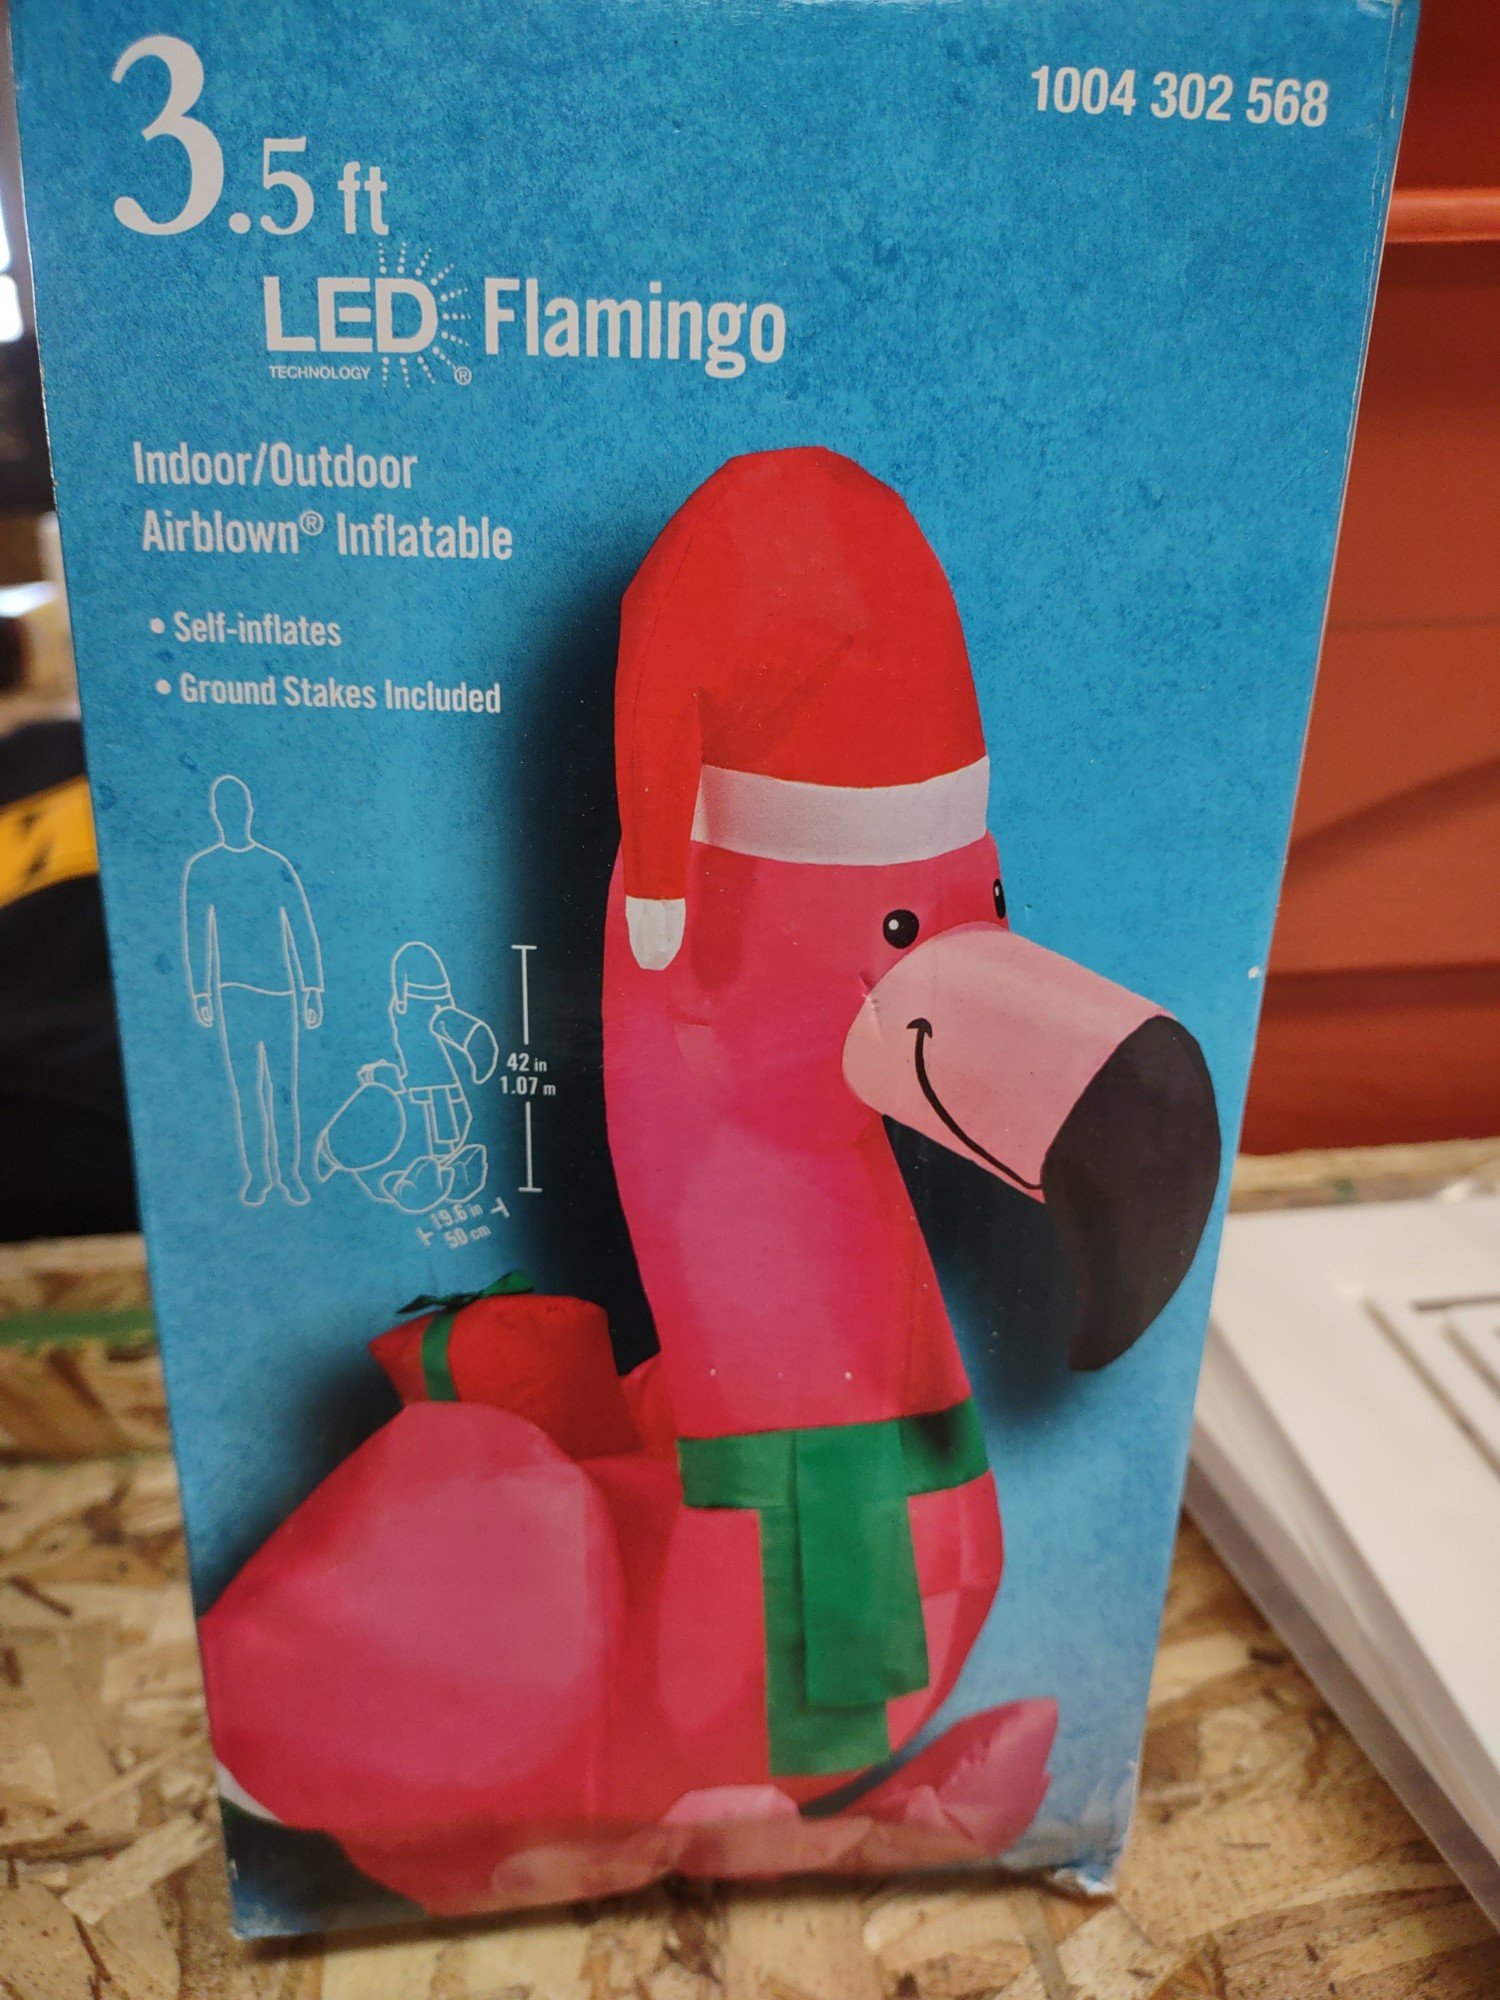 1004 302 568
3.5 ft
LED Flamingo
TECHNOLOGY ®
Indoor/Outdoor
Airblown® Inflatable
• Self-inflates
• Ground Stakes Included
42 in
1.07 m
19.6 in
50 cm